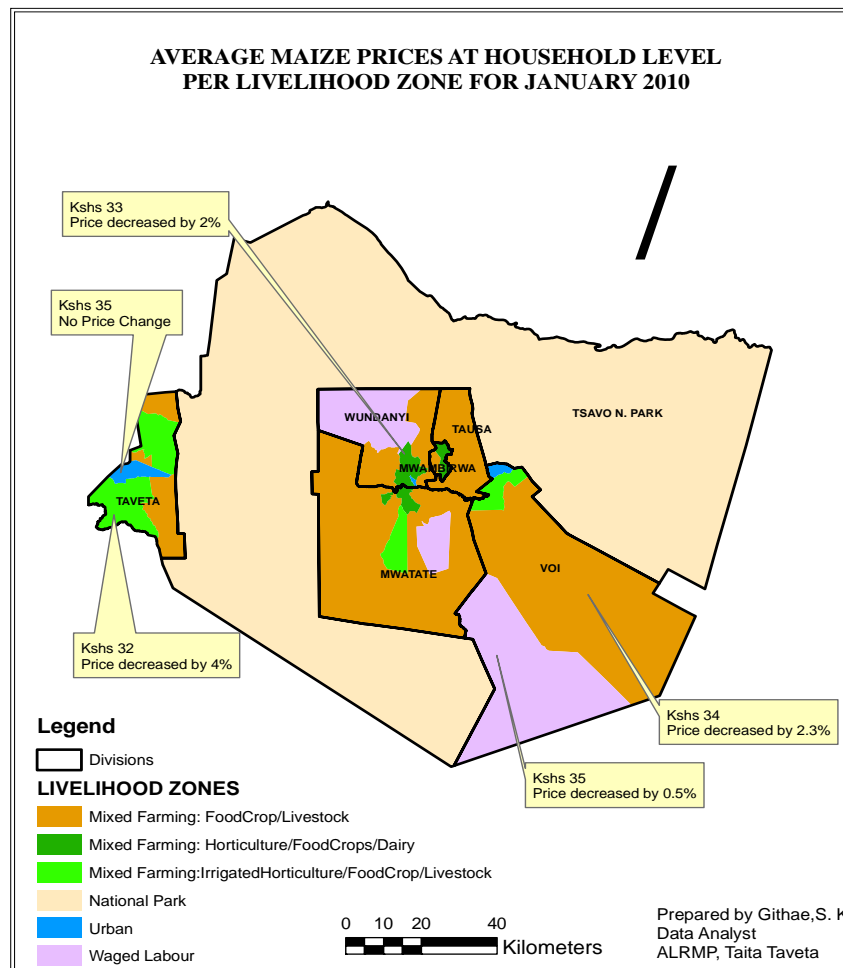 AVERAGE MAIZE PRICES AT HOUSEHOLD LEVEL
PER LIVELIHOOD ZONE FOR JANUARY 2010
Kshs 33
Price decreased by 2%
Kshs 35
No Price Change
WUNDANYI
TAUSA
TSAVO N. PARK
MWAMBIRWA
TAVETA
VOI
MWATATE
Kshs 32
Price decreased by 4%
Kshs 34
Price decreased by 2.3%
Kshs 35
Price decreased by 0.5%
Legend
Divisions
LIVELIHOOD ZONES
Mixed Farming: FoodCrop/Livestock
Mixed Farming: Horticulture/FoodCrops/Dairy
Mixed Farming:IrrigatedHorticulture/FoodCrop/Livestock
National Park
Urban
Waged Labour
0 10 20 40
Kilometers
Prepared by Githae,S. K
Data Analyst
ALRMP, Taita Taveta